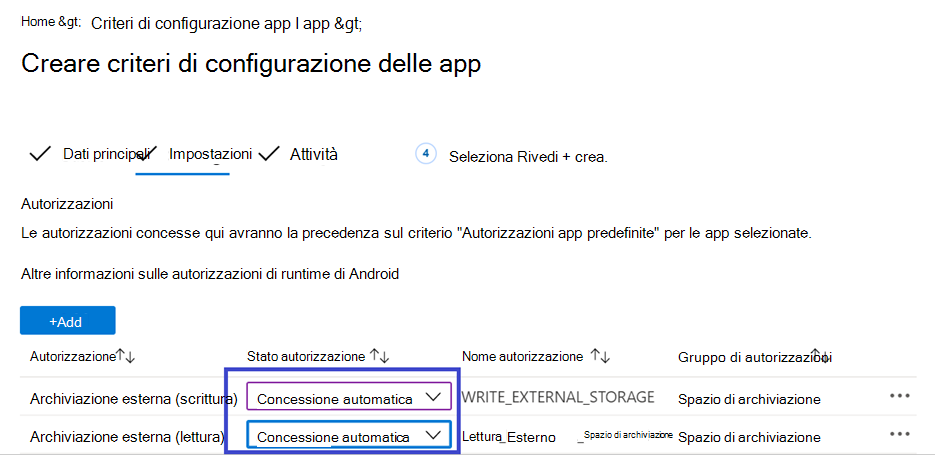 Home &gt; Criteri di configurazione app I app &gt;
Creare criteri di configurazione delle app
Dati principali Impostazioni Attività 4 Seleziona Rivedi + crea.
Autorizzazioni
Le autorizzazioni concesse qui avranno la precedenza sul criterio "Autorizzazioni app predefinite" per le app selezionate.
Altre informazioni sulle autorizzazioni di runtime di Android
+Add
Autorizzazione Stato autorizzazione Nome autorizzazione Gruppo di autorizzazioni
Archiviazione esterna (scrittura) Concessione automatica WRITE_EXTERNAL_STORAGE Spazio di archiviazione
Archiviazione esterna (lettura) Concessione automatica Lettura_Esterno _Spazio di archiviazione Spazio di archiviazione